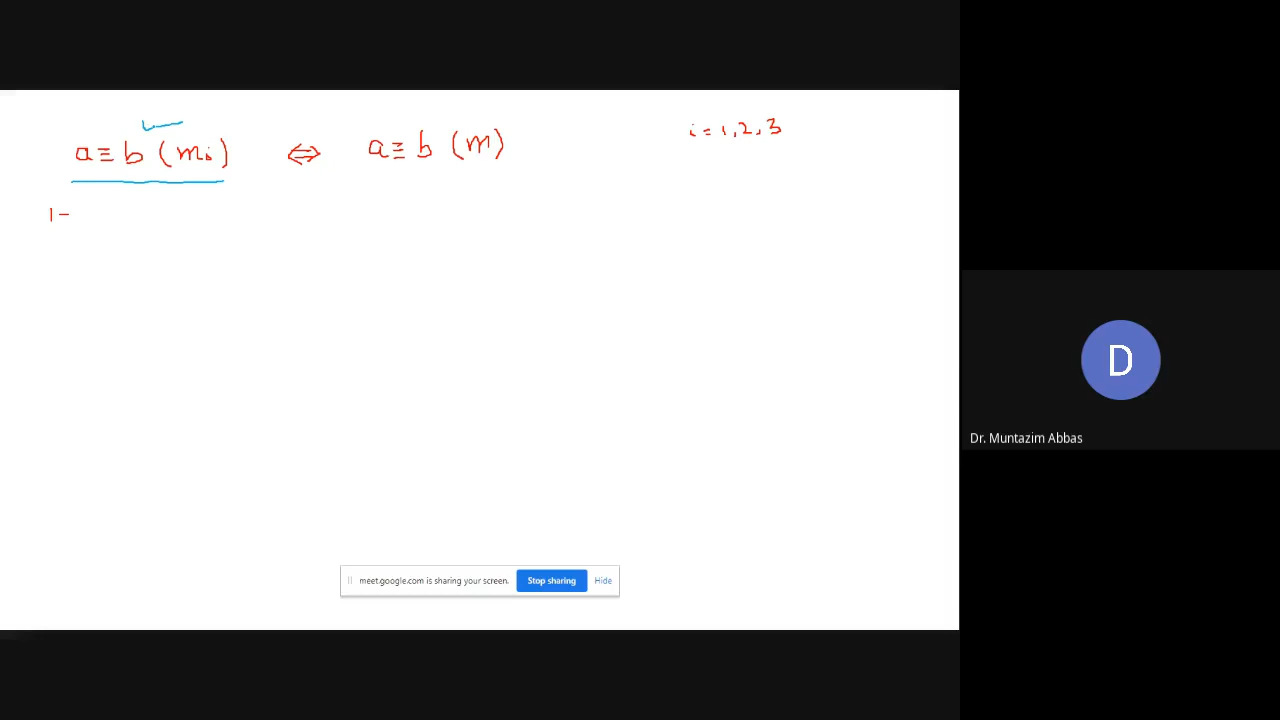 a ≡ b (mi) ⇔ a ≡ b (m) i = 1, 2, 3
1-
meet.google.com is sharing your screen. Stop sharing Hide
D
Dr. Muntazim Abbas